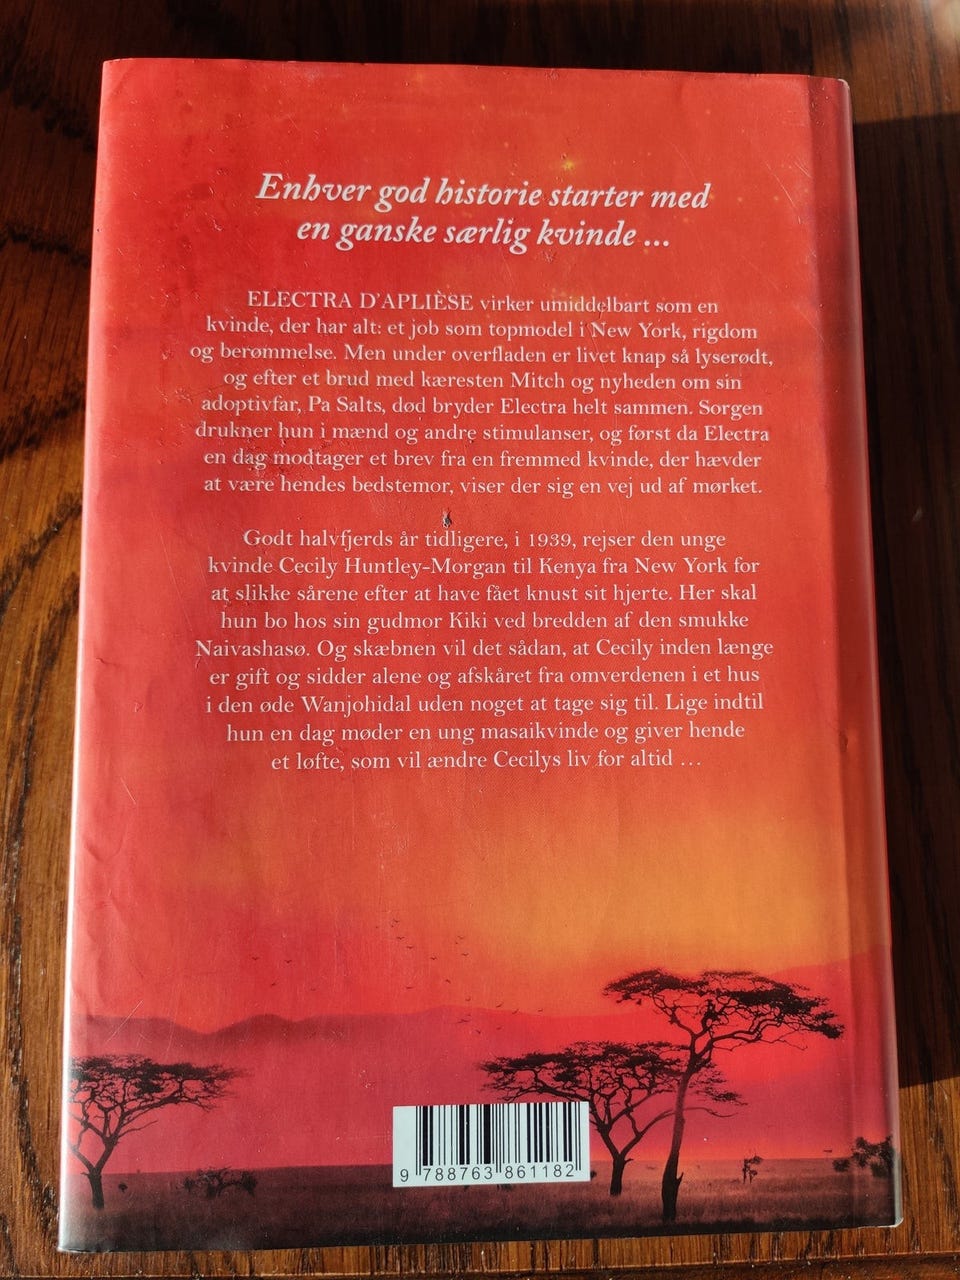 Enhver god historie starter med
en ganske særlig kvinde ...
ELECTRA D'APLIÈSE virker umiddelbart som en
kvinde, der har alt: et job som topmodel i New York, rigdom
og berømmelse. Men under overfladen er livet knap så lyserødt,
og efter et brud med kæresten Mitch og nyheden om sin
adoptivfar, Pa Salts, død bryder Electra helt sammen. Sorgen
drukner hun i mænd og andre stimulanser, og først da Electra
en dag modtager et brev fra en fremmed kvinde, der hævder
at være hendes bedstemor, viser der sig en vej ud af mørket.
Godt halvfjerds år tidligere, i 1939, rejser den unge
kvinde Cecily Huntley-Morgan til Kenya fra New York for
at slikke sårene efter at have fået knust sit hjerte. Her skal
hun bo hos sin gudmor Kiki ved bredden af den smukke
Naivashasø. Og skæbnen vil det sådan, at Cecily inden længe
er gift og sidder alene og afskåret fra omverdenen i et hus
i den øde Wanjohidal uden noget at tage sig til. Lige indtil
hun en dag møder en ung masaikvinde og giver hende
et løfte, som vil ændre Cecilys liv for altid ...
9 788763 861182